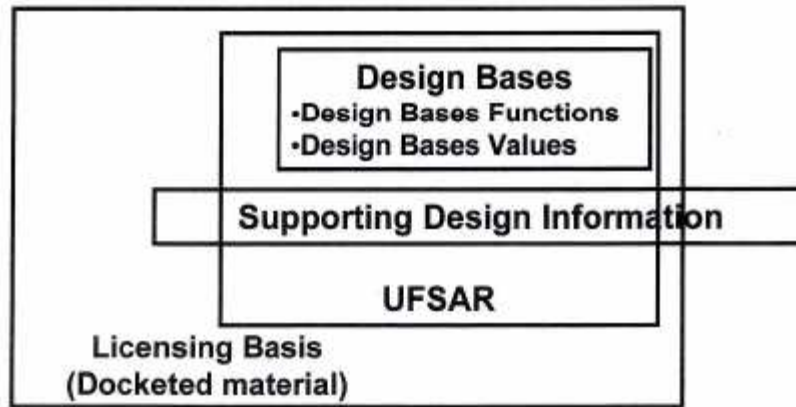 Design Bases
•Design Bases Functions
•Design Bases Values
Supporting Design Information
UFSAR
Licensing Basis
(Docketed material)